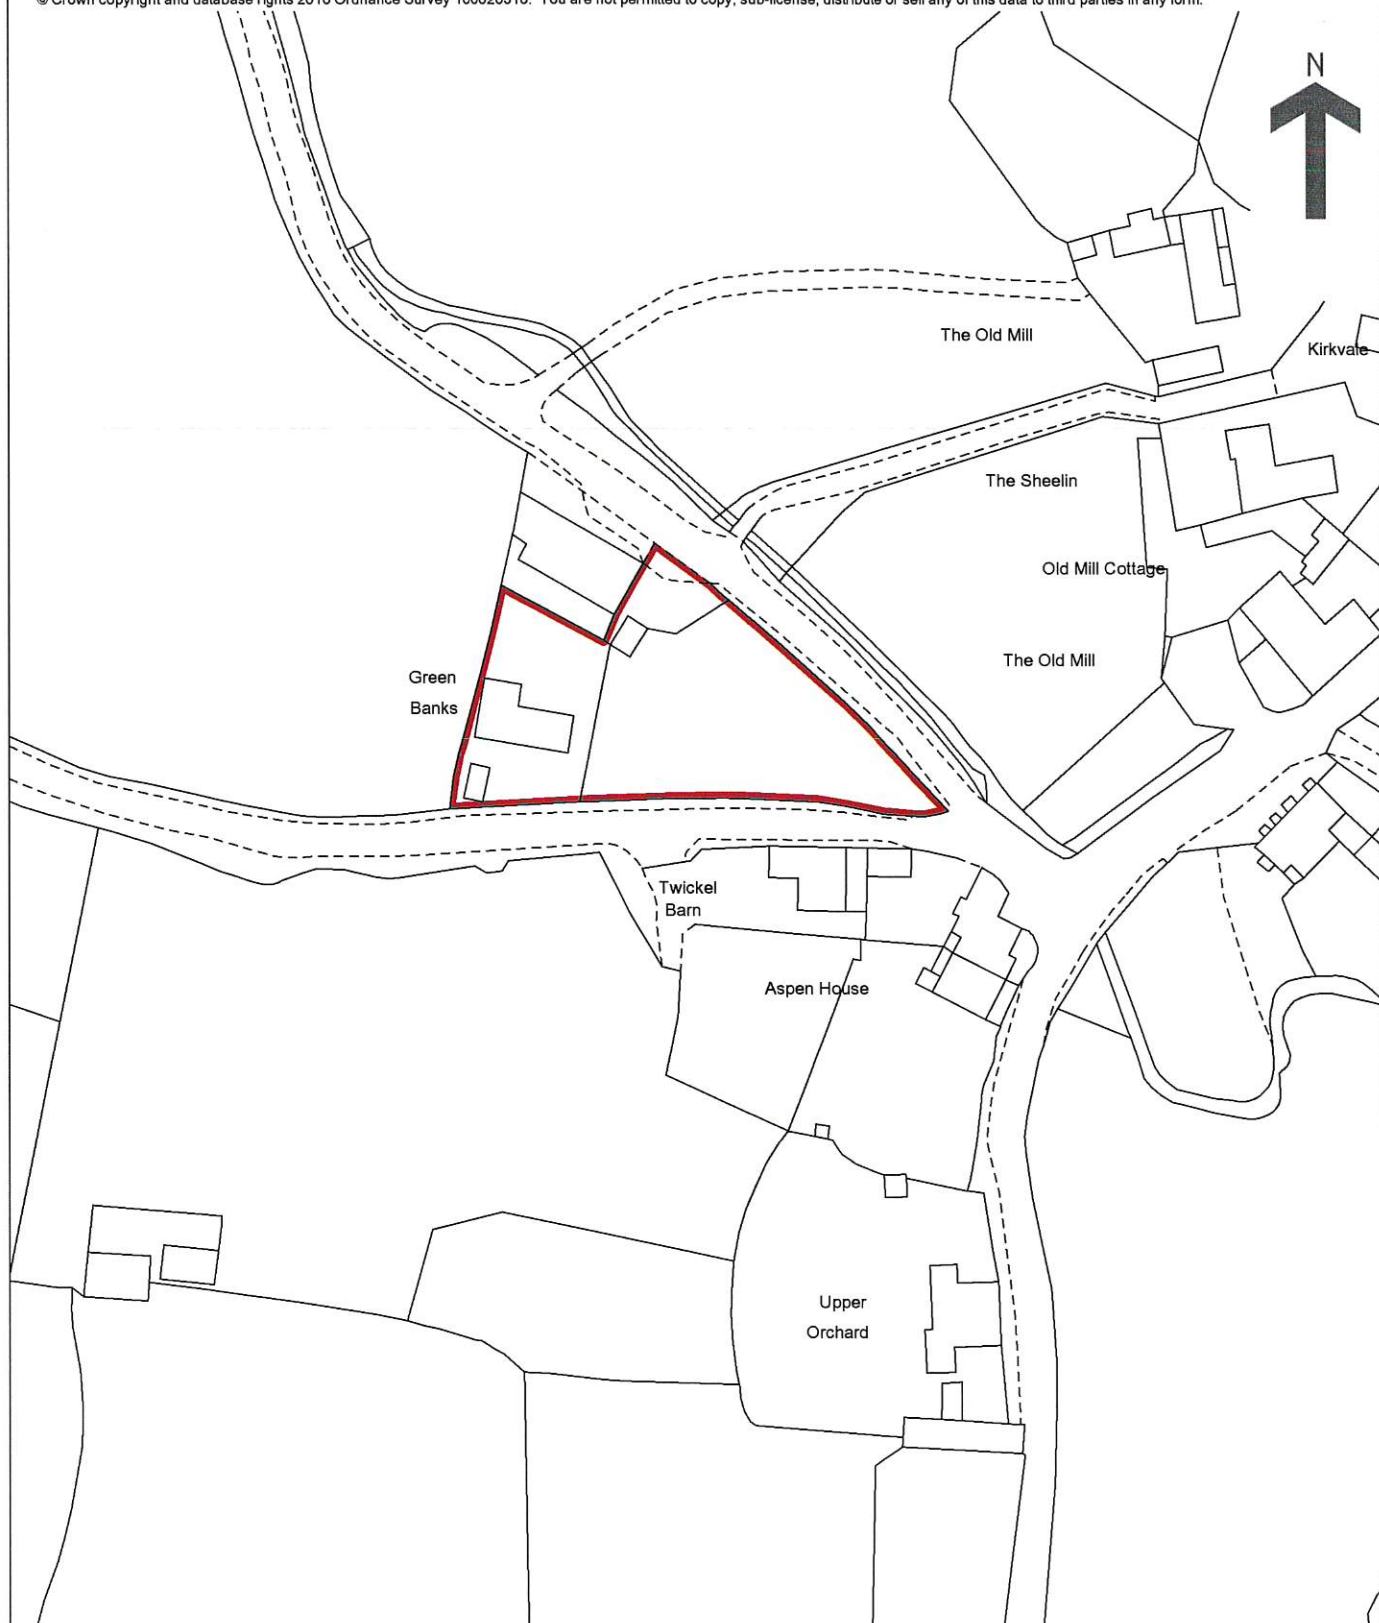 © Crown copyright and database rights 2016 Ordnance Survey 100020310. You are not permitted to copy, sub-license, distribute or sell any of this data to third parties in any form.
N
The Old Mill
Kirkvale
The Sheelin
Old Mill Cottage
The Old Mill
Green
Banks
Twickel
Barn
Aspen House
Upper
Orchard